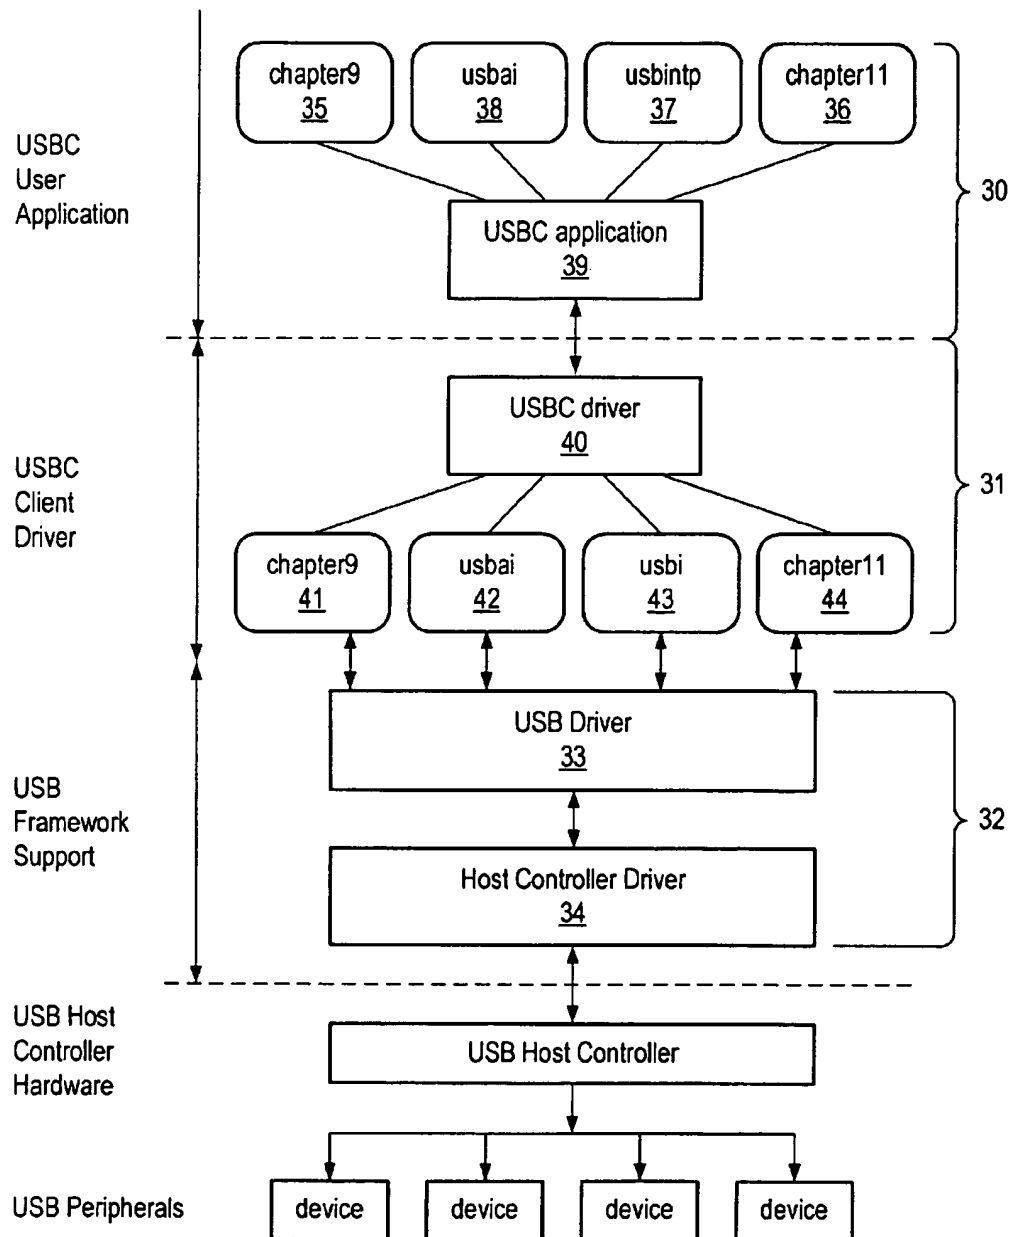 chapter9
35
usbai
38
usbintp
37
chapter11
36
USBC
User
Application
30
USBC application
39
USBC driver
40
USBC
Client
Driver
31
chapter9
41
usbai
42
usbi
43
chapter11
44
USB Driver
33
USB
Framework
Support
32
Host Controller Driver
34
USB Host
Controller
Hardware
USB Host Controller
USB Peripherals
device
device
device
device